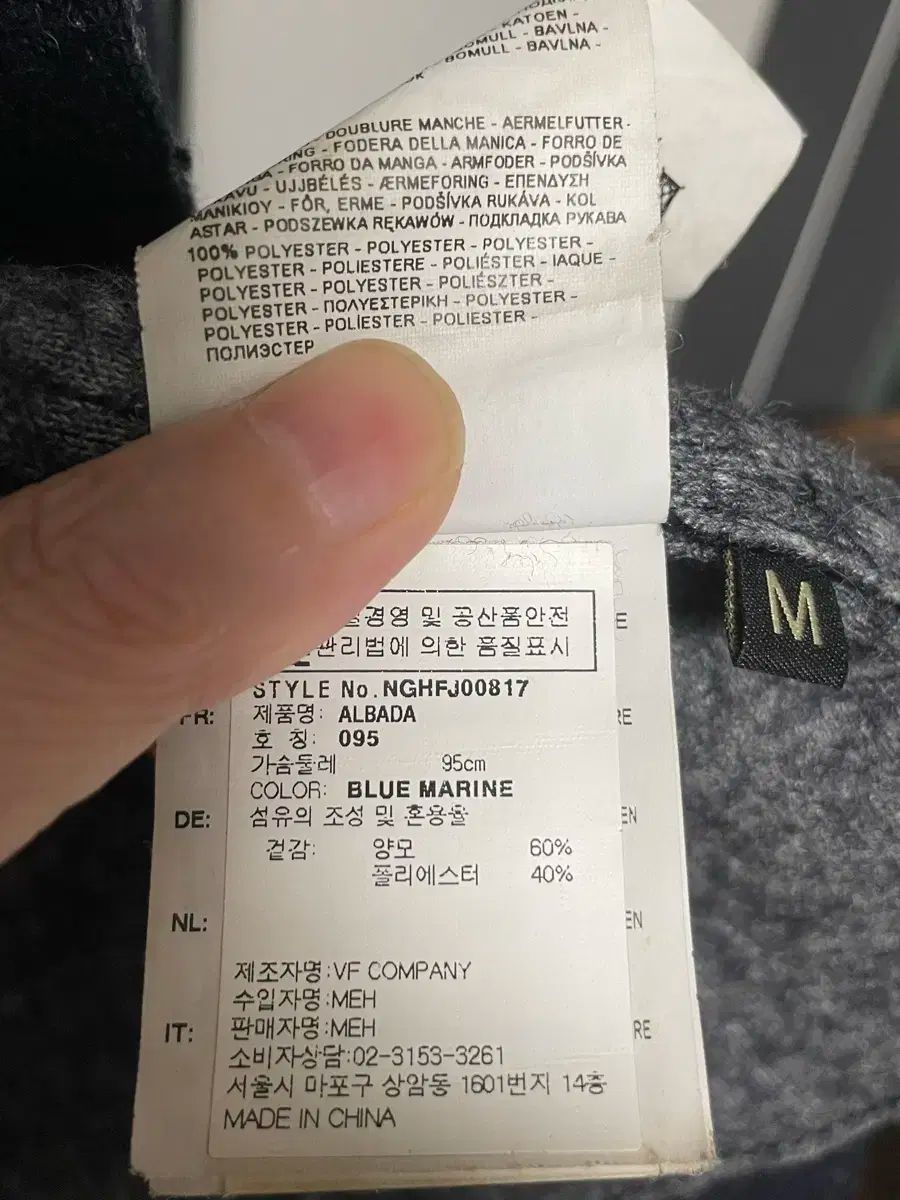 KATOEN -
BOMULL - BAVLNA -
BOMULL - BAVLNA -
DOUBLURE MANCHE - AERMELFUTTER -
- FODERA DELLA MANICA - FORRO DE
- FORRO DA MANGA - ARMFODER - PODŠÍVKA
- UJJBÉLÉS - ÆRMEFORING - ΕΠΕΝΔΥΣΗ
ΜΑΝΙΚΙΟΥ - FÔR, ERME - PODŠÍVKA RUKÁVA - KOL
ASTAR - PODSZEWKA RĘKAWÓW - ПОДКЛАДКА РУКАВА
100% POLYESTER - POLYESTER - POLYESTER -
POLYESTER - POLIESTERE - POLIÉSTER - IAQUE -
POLYESTER - POLYESTER - POLIÉSZTER -
POLYESTER - ΠΟΛΥΕΣΤΕΡΙΚΗ - POLYESTER -
POLYESTER - POLÍESTER - POLIESTER -
ПОЛИЭСТЕР
M
경영 및 공산품안전
관리법에 의한 품질표시
STYLE No.NGHFJ00817
FR:
제품명: ALBADA
호 칭: 095
가슴둘레 95cm
COLOR: BLUE MARINE
DE:
섬유의 조성 및 혼용율
겉감: 양모 60%
폴리에스터 40%
NL:
제조자명:VF COMPANY
수입자명:MEH
IT:
판매자명:MEH
소비자상담:02-3153-3261
서울시 마포구 상암동 1601번지 14층
MADE IN CHINA